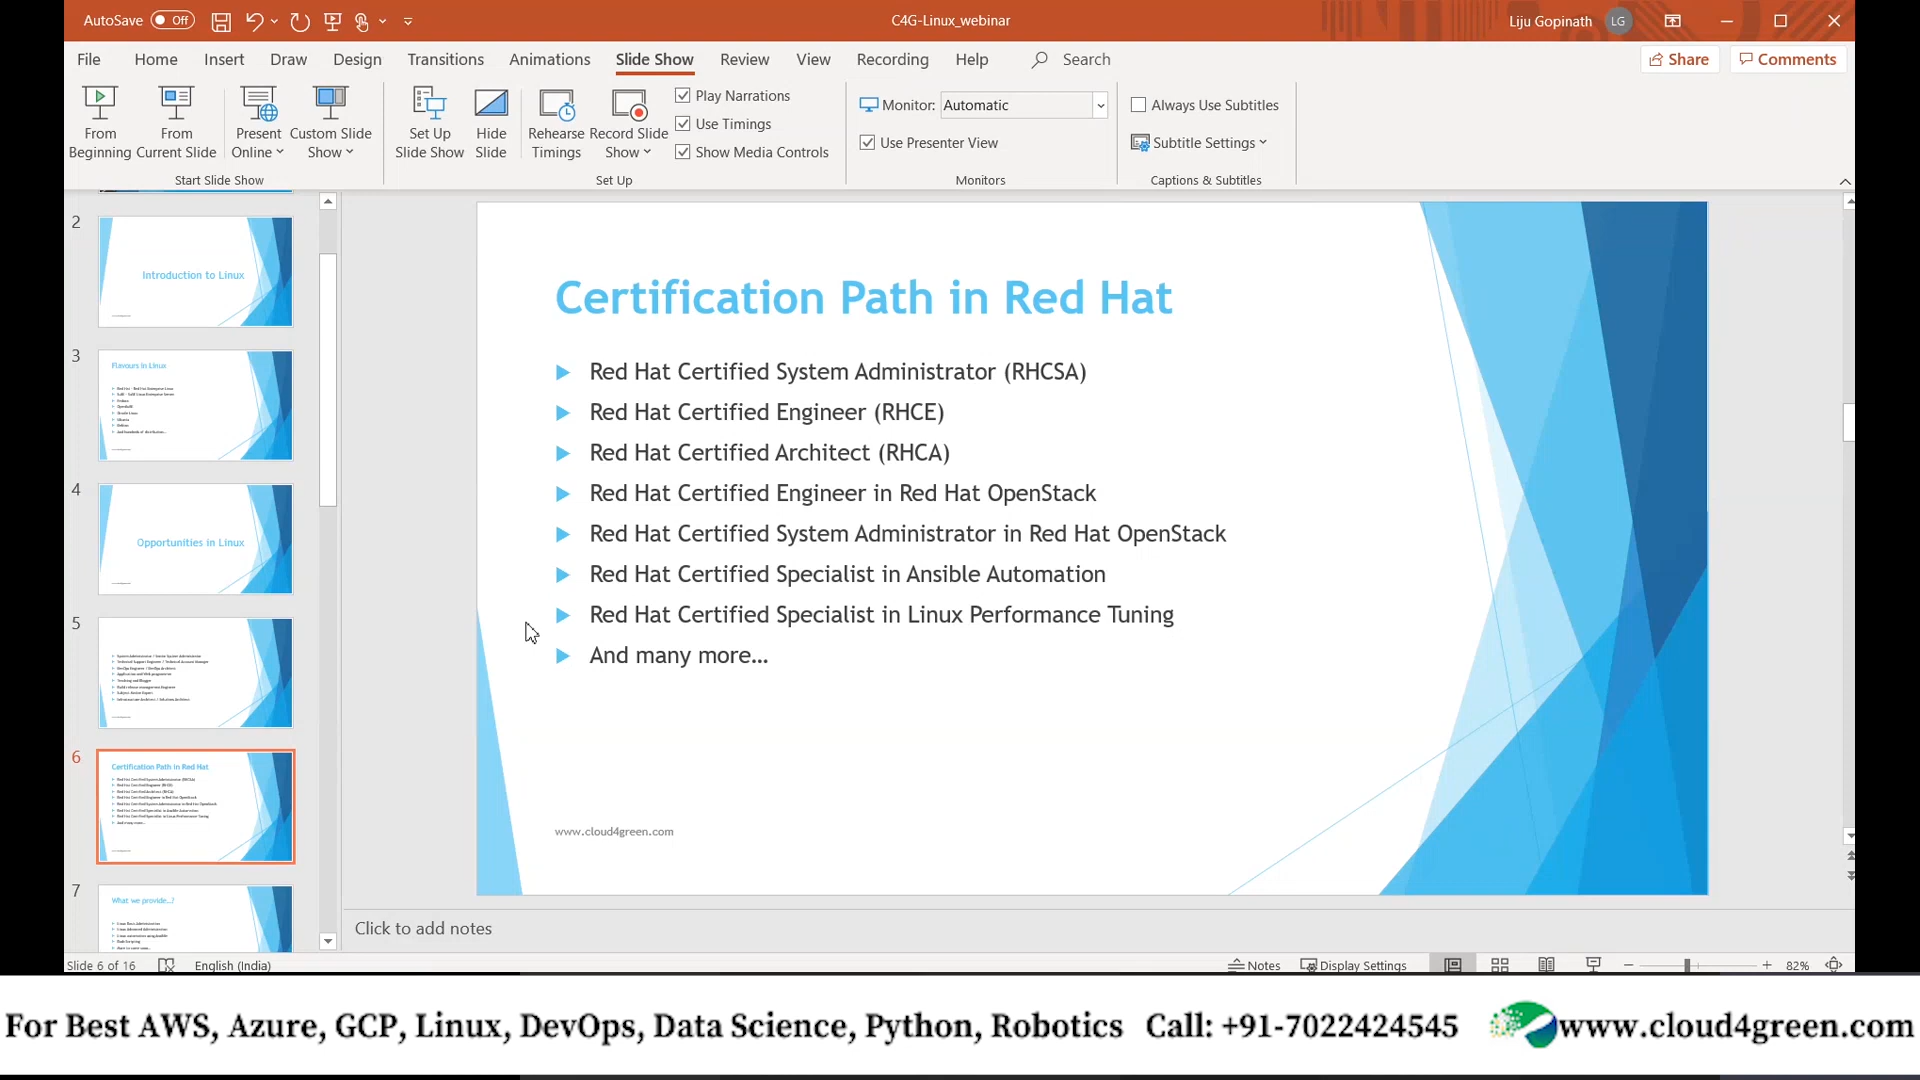 AutoSave Off
C4G-Linux_webinar
Liju Gopinath LG
File Home Insert Draw Design Transitions Animations Slide Show Review View Recording Help Search
Share Comments
From Beginning
From Current Slide
Present Online
Custom Slide Show
Start Slide Show
Set Up Slide Show
Hide Slide
Rehearse Timings
Record Slide Show
Play Narrations
Use Timings
Show Media Controls
Set Up
Monitor: Automatic
Use Presenter View
Monitors
Always Use Subtitles
Subtitle Settings
Captions & Subtitles
2
Introduction to Linux
3
Flavours in Linux
4
Opportunities in Linux
5
6
Certification Path in Red Hat
7
What we provide...!
Certification Path in Red Hat
Red Hat Certified System Administrator (RHCSA)
Red Hat Certified Engineer (RHCE)
Red Hat Certified Architect (RHCA)
Red Hat Certified Engineer in Red Hat OpenStack
Red Hat Certified System Administrator in Red Hat OpenStack
Red Hat Certified Specialist in Ansible Automation
Red Hat Certified Specialist in Linux Performance Tuning
And many more…
www.cloud4green.com
Click to add notes
Slide 6 of 16 English (India) Notes Display Settings 82%
For Best AWS, Azure, GCP, Linux, DevOps, Data Science, Python, Robotics Call: +91-7022424545 www.cloud4green.com